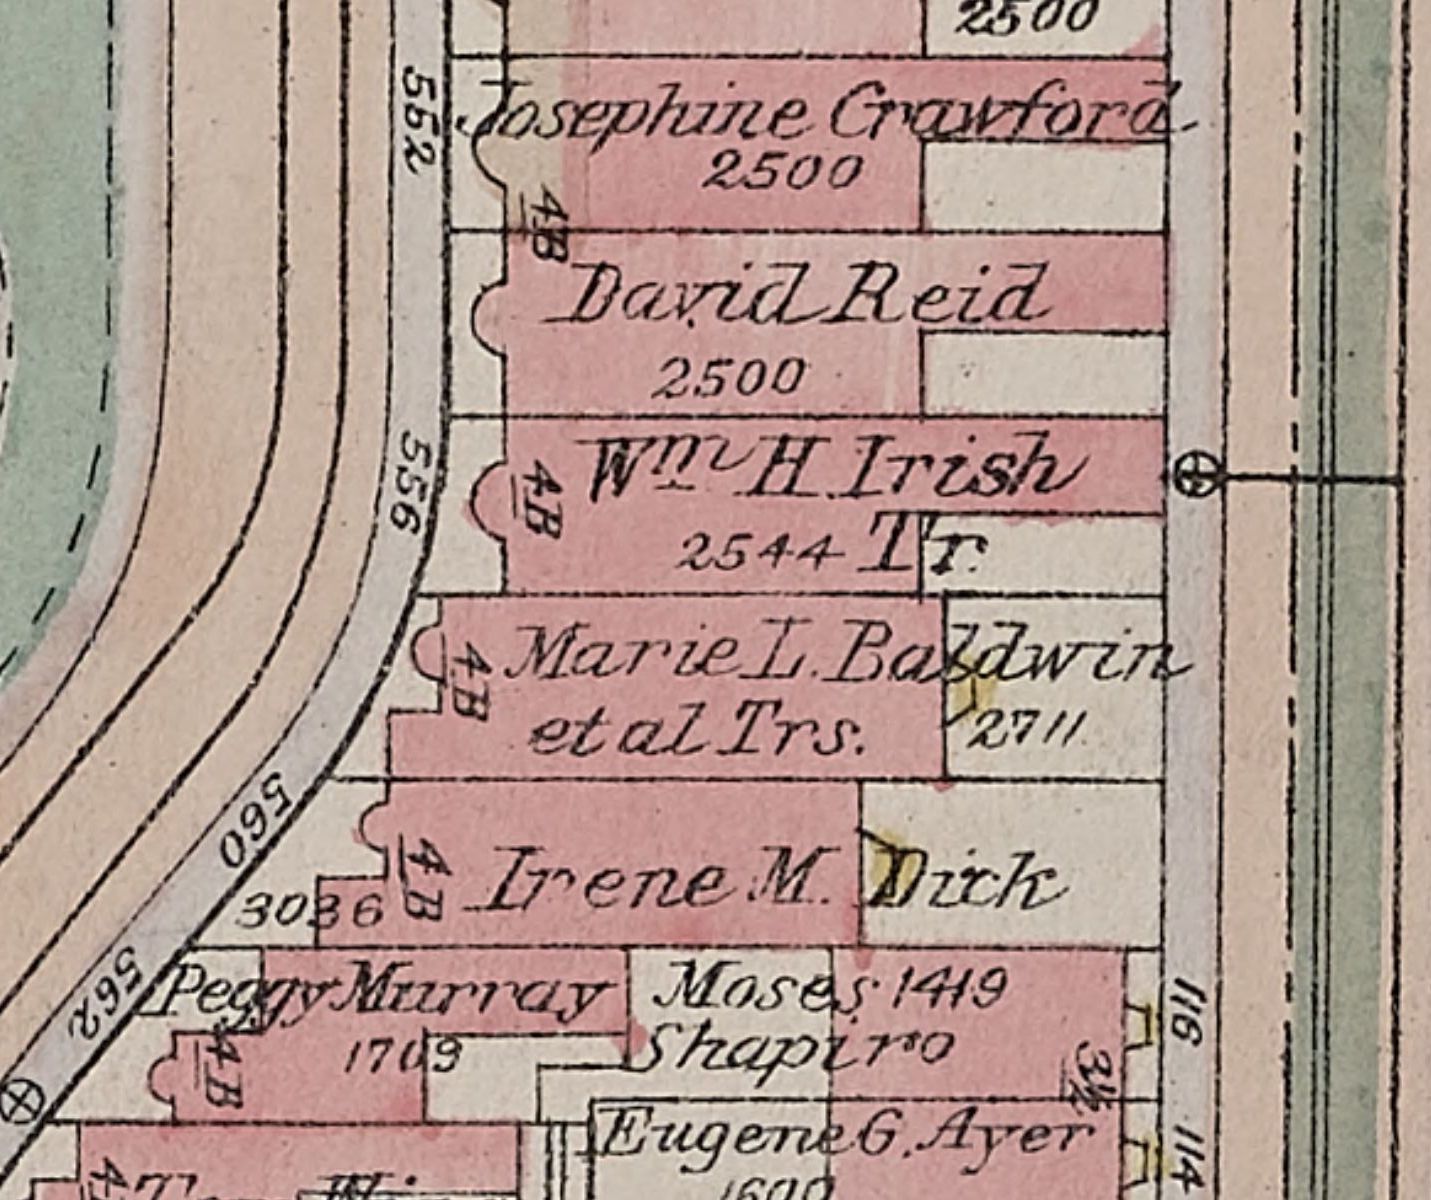 2500
552
Josephine Crawford
2500
4B
David Reid
2500
556
4B
Wm H. Irish
2544 Tr.
4B
Marie L. Baldwin
et al Trs.
2711
560
4B
Irene M. Dick
3036
562
Peggy Murray
1709
4B
Moses 1419
Shapiro
3½
116
Eugene G. Ayer
1600
114